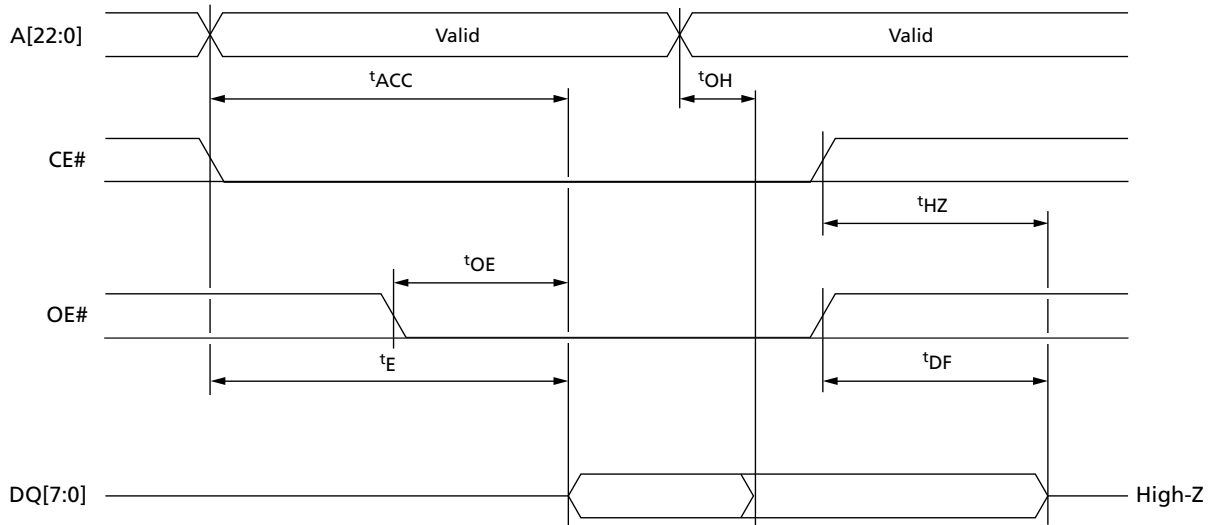 A[22:0]
Valid
Valid
tACC
tOH
CE#
tHZ
tOE
OE#
tE
tDF
DQ[7:0]
High-Z